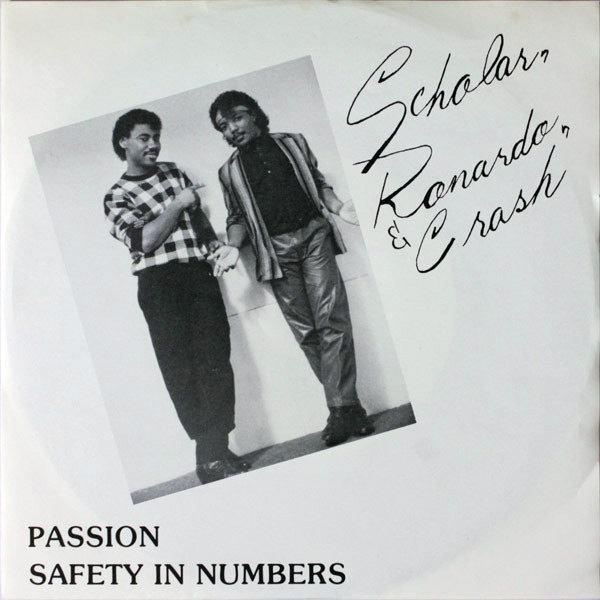 Scholar,,
Ronardo,,
& Crash"
PASSION
SAFETY IN NUMBERS